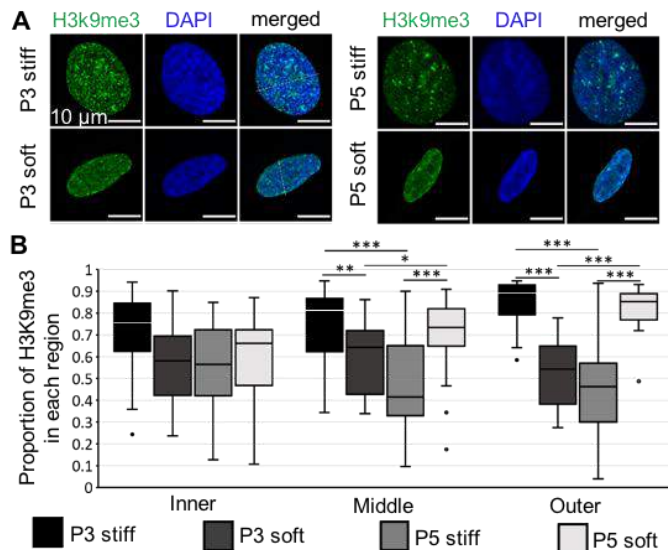 A
H3k9me3 DAPI merged
P3 stiff
10 µm
P3 soft
H3k9me3 DAPI merged
P5 stiff
P5 soft
B
Proportion of H3K9me3
in each region
1
0.9
0.8
0.7
0.6
0.5
0.4
0.3
0.2
0.1
0
***
*
** ***
***
***
*** ***
Inner Middle Outer
P3 stiff P3 soft P5 stiff P5 soft